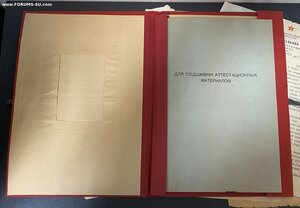 www.FORUMS-SU.com
ДЛЯ ПОДШИВКИ АТТЕСТАЦИОННЫХ
МАТЕРИАЛОВ